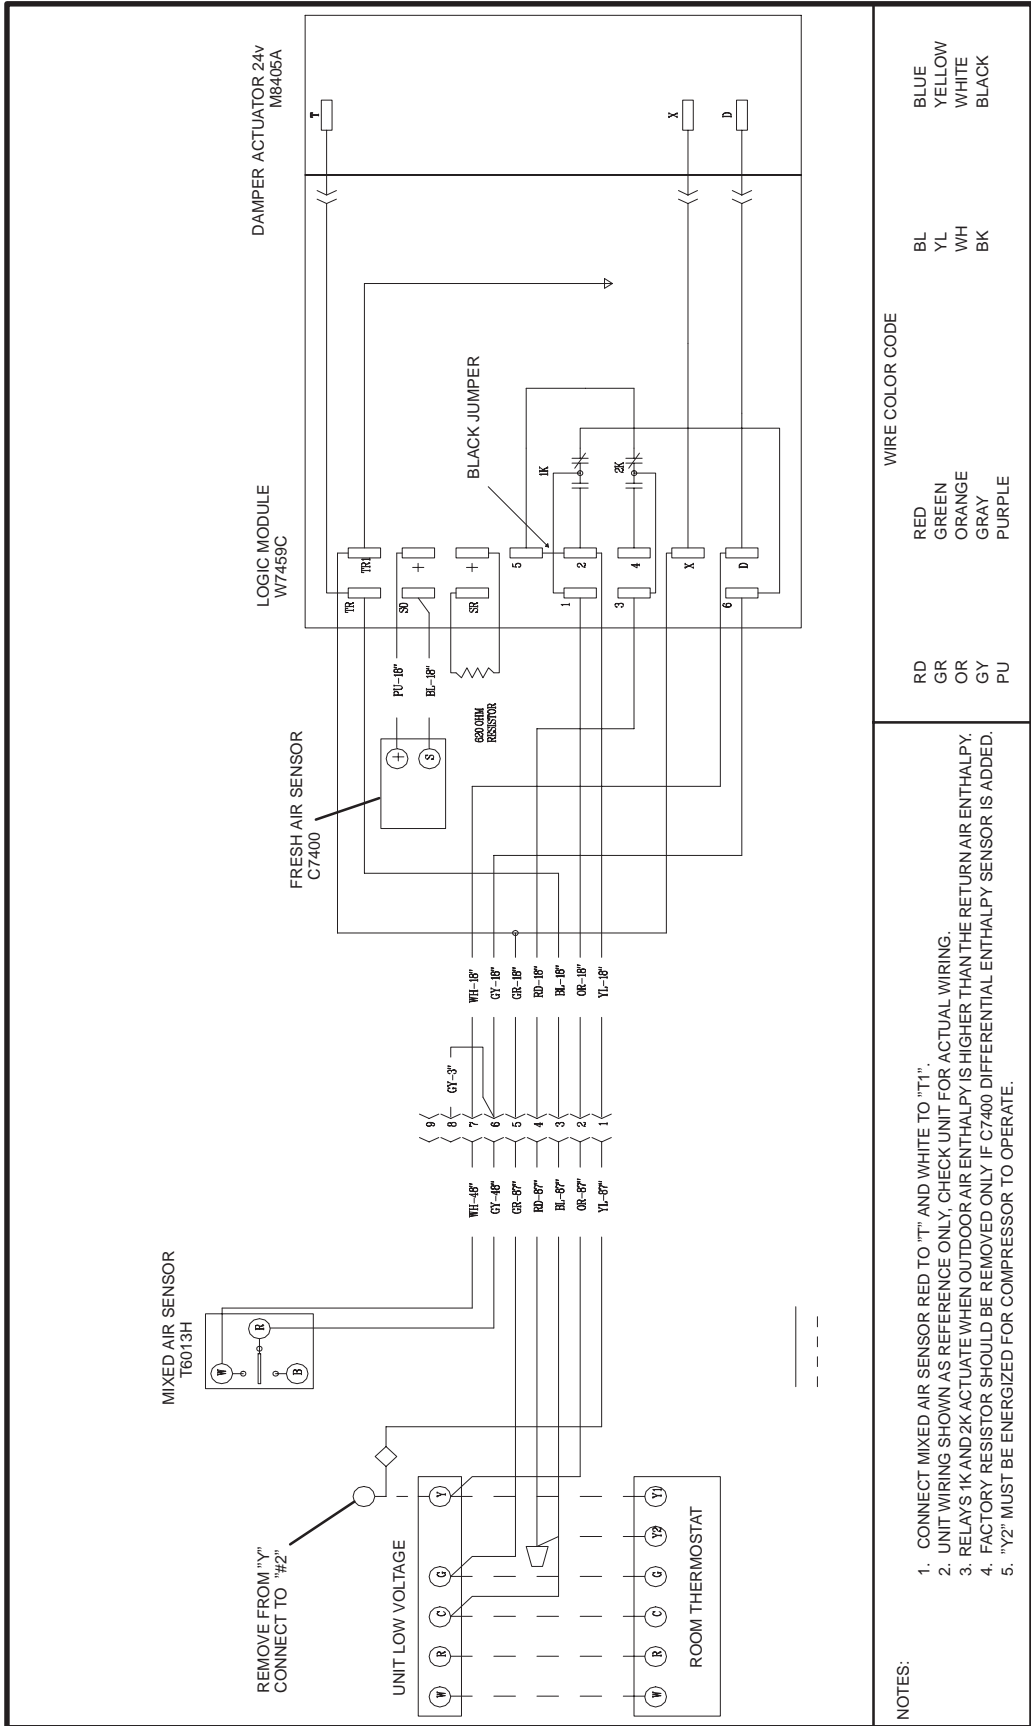 DAMPER ACTUATOR 24v
M8405A
T
X
D
LOGIC MODULE
W7459C
BLACK JUMPER
TR
TR1
SO
+
SR
+
5
1
2
3
4
X
6
D
1K
2K
FRESH AIR SENSOR
C7400
+
S
PU-18"
BL-18"
620 OHM
RESISTOR
WH-18"
GY-18"
GR-18"
RD-18"
BL-18"
OR-18"
YL-18"
GY-3"
9
8
7
6
5
4
3
2
1
WH-48"
GY-48"
GR-87"
RD-87"
BL-87"
OR-87"
YL-87"
MIXED AIR SENSOR
T6013H
W
R
B
REMOVE FROM "Y"
CONNECT TO "#2"
UNIT LOW VOLTAGE
W
R
C
G
Y
W
R
C
G
Y2
Y1
ROOM THERMOSTAT
NOTES:
1. CONNECT MIXED AIR SENSOR RED TO "T" AND WHITE TO "T1".
2. UNIT WIRING SHOWN AS REFERENCE ONLY, CHECK UNIT FOR ACTUAL WIRING.
3. RELAYS 1K AND 2K ACTUATE WHEN OUTDOOR AIR ENTHALPY IS HIGHER THAN THE RETURN AIR ENTHALPY.
4. FACTORY RESISTOR SHOULD BE REMOVED ONLY IF C7400 DIFFERENTIAL ENTHALPY SENSOR IS ADDED.
5. "Y2" MUST BE ENERGIZED FOR COMPRESSOR TO OPERATE.
WIRE COLOR CODE
RD RED BL BLUE
GR GREEN YL YELLOW
OR ORANGE WH WHITE
GY GRAY BK BLACK
PU PURPLE